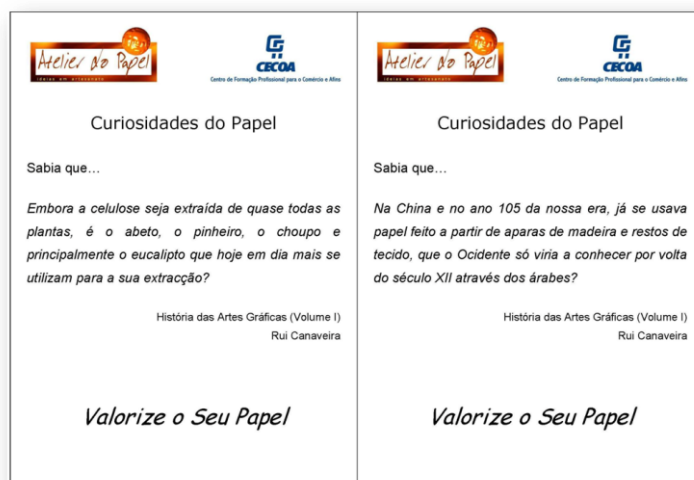 Atelier do Papel
ideias em artesanato
CECOA
Centro de Formação Profissional para o Comércio e Afins
Curiosidades do Papel
Sabia que…
Embora a celulose seja extraída de quase todas as
plantas, é o abeto, o pinheiro, o choupo e
principalmente o eucalipto que hoje em dia mais se
utilizam para a sua extracção?
História das Artes Gráficas (Volume I)
Rui Canaveira
Valorize o Seu Papel
Atelier do Papel
ideias em artesanato
CECOA
Centro de Formação Profissional para o Comércio e Afins
Curiosidades do Papel
Sabia que…
Na China e no ano 105 da nossa era, já se usava
papel feito a partir de aparas de madeira e restos de
tecido, que o Ocidente só viria a conhecer por volta
do século XII através dos árabes?
História das Artes Gráficas (Volume I)
Rui Canaveira
Valorize o Seu Papel